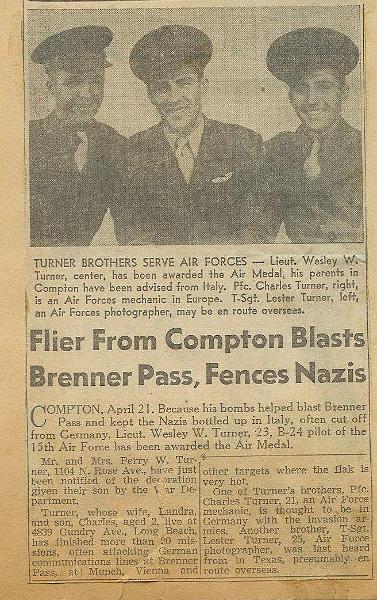 TURNER BROTHERS SERVE AIR FORCES — Lieut. Wesley W.
Turner, center, has been awarded the Air Medal, his parents in
Compton have been advised from Italy. Pfc. Charles Turner, right,
is an Air Forces mechanic in Europe. T-Sgt. Lester Turner, left,
an Air Forces photographer, may be en route overseas.
Flier From Compton Blasts
Brenner Pass, Fences Nazis
COMPTON, April 21. Because his bombs helped blast Brenner
Pass and kept the Nazis bottled up in Italy, often cut off
from Germany, Lieut. Wesley W. Turner, 23, B-24 pilot of the
15th Air Force has been awarded the Air Medal.
Mr. and Mrs. Perry W. Tur-
ner, 1104 N. Rose Ave., have just
been notified of the decoration
given their son by the War De-
partment.
Turner, whose wife, Landra,
and son, Charles, aged 2, live at
4839 Gundry Ave., Long Beach,
has finished more than 20 mis-
sions, often attacking German
communications lines at Brenner
Pass, at Munch, Vienna and
other targets where the flak is
very hot.
One of Turner's brothers, Pfc.
Charles Turner, 21, an Air Force
mechanic, is thought to be in
Germany with the invasion ar-
mies. Another brother, T-Sgt.
Lester Turner, 25, Air Force
photographer, was last heard
from in Texas, presumably en
route overseas.